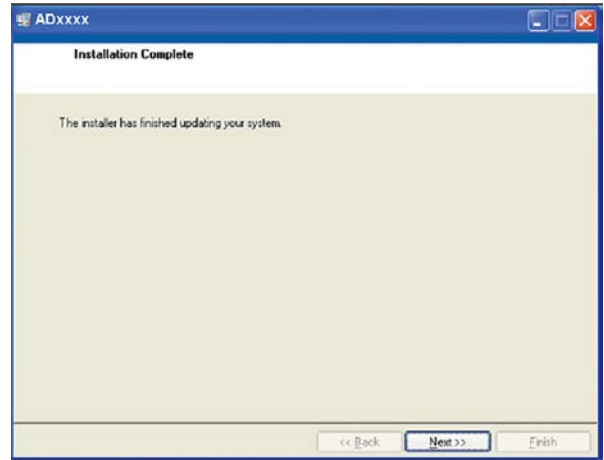 ADxxxx
Installation Complete
The installer has finished updating your system.
<< Back Next >> Finish